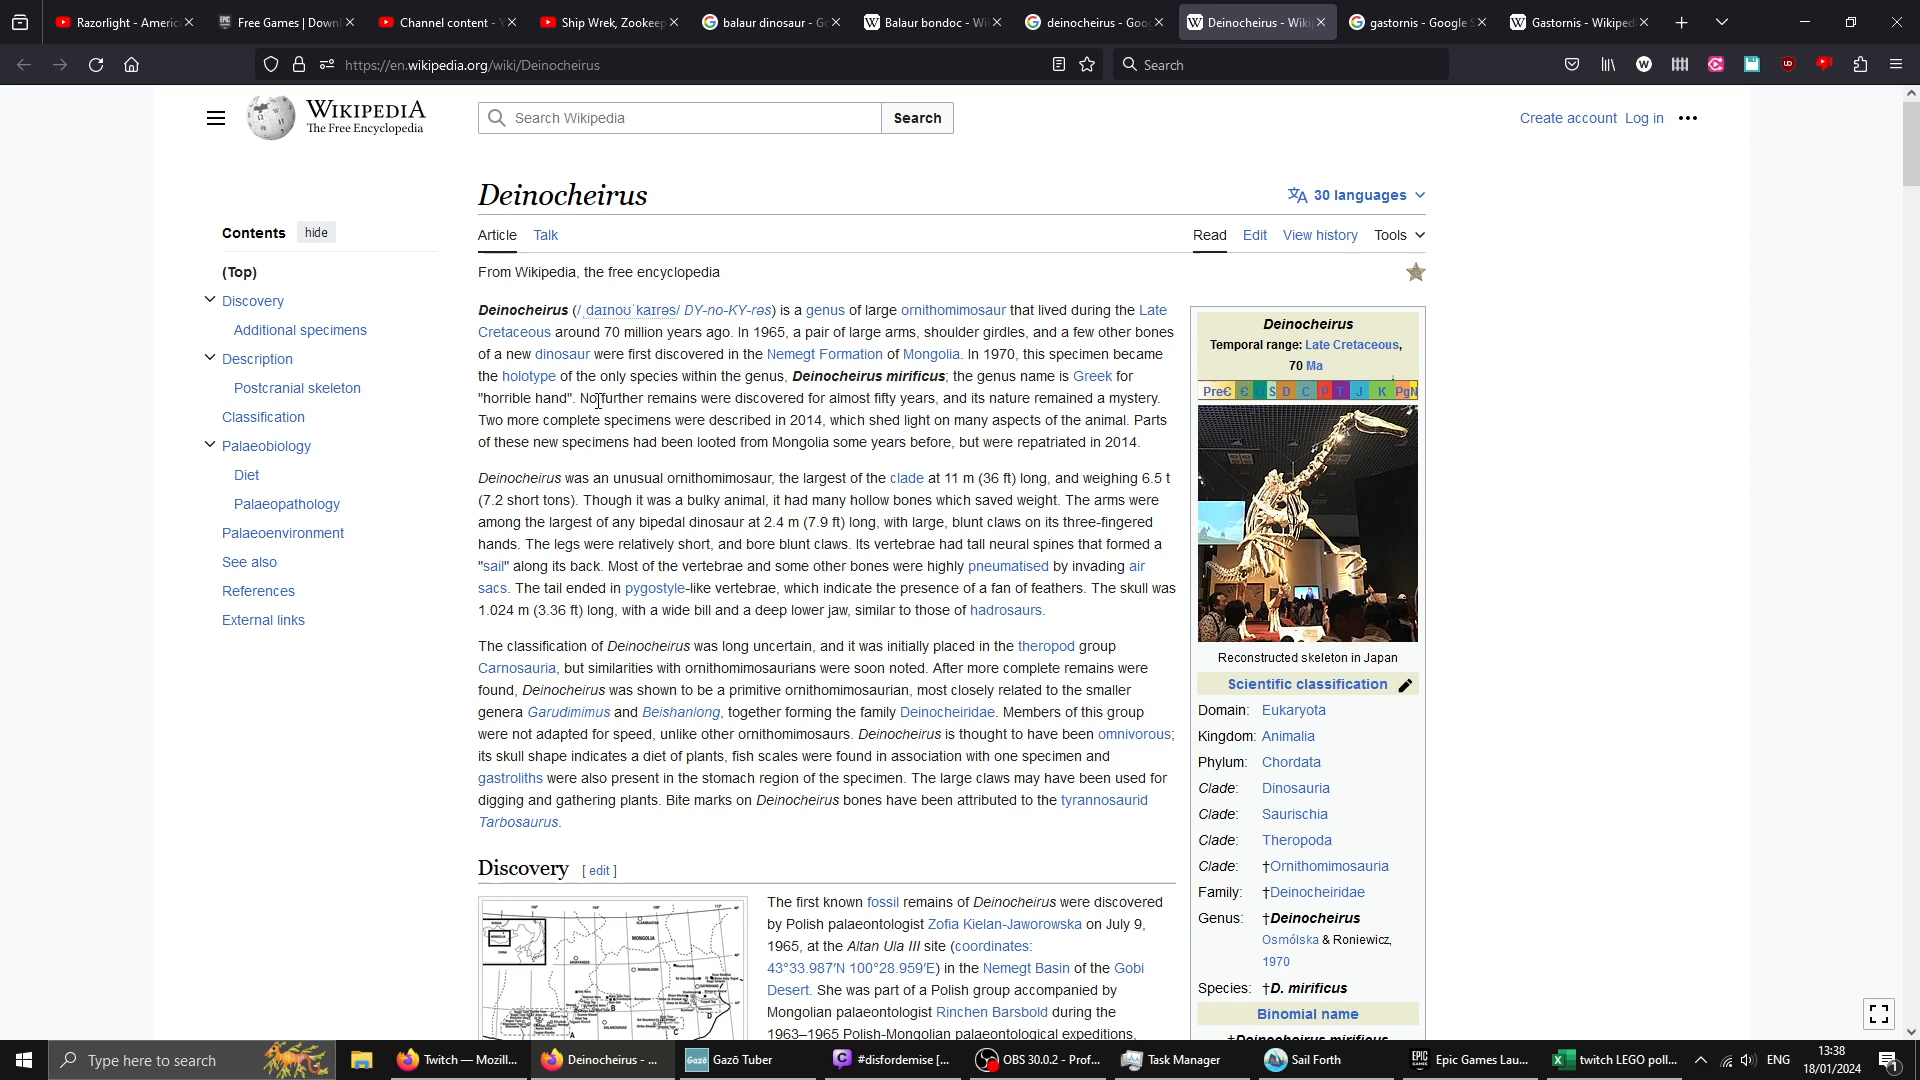 Razorlight - Americ
Free Games | Down
Channel content - Y
Ship Wrek, Zookeep
balaur dinosaur - G
Balaur bondoc - Wi
deinocheirus - Goo
Deinocheirus - Wiki
gastornis - Google S
Gastornis - Wikiped
https://en.wikipedia.org/wiki/Deinocheirus
Search
WIKIPEDIA
The Free Encyclopedia
Search Wikipedia
Search
Create account Log in
Deinocheirus
30 languages
Article Talk
Read Edit View history Tools
From Wikipedia, the free encyclopedia
Contents hide
(Top)
Discovery
Additional specimens
Description
Postcranial skeleton
Classification
Palaeobiology
Diet
Palaeopathology
Palaeoenvironment
See also
References
External links
Deinocheirus (/ˌdaɪnoʊˈkaɪrəs/ DY-no-KY-rəs) is a genus of large ornithomimosaur that lived during the Late
Cretaceous around 70 million years ago. In 1965, a pair of large arms, shoulder girdles, and a few other bones
of a new dinosaur were first discovered in the Nemegt Formation of Mongolia. In 1970, this specimen became
the holotype of the only species within the genus, Deinocheirus mirificus; the genus name is Greek for
"horrible hand". No further remains were discovered for almost fifty years, and its nature remained a mystery.
Two more complete specimens were described in 2014, which shed light on many aspects of the animal. Parts
of these new specimens had been looted from Mongolia some years before, but were repatriated in 2014.
Deinocheirus was an unusual ornithomimosaur, the largest of the clade at 11 m (36 ft) long, and weighing 6.5 t
(7.2 short tons). Though it was a bulky animal, it had many hollow bones which saved weight. The arms were
among the largest of any bipedal dinosaur at 2.4 m (7.9 ft) long, with large, blunt claws on its three-fingered
hands. The legs were relatively short, and bore blunt claws. Its vertebrae had tall neural spines that formed a
"sail" along its back. Most of the vertebrae and some other bones were highly pneumatised by invading air
sacs. The tail ended in pygostyle-like vertebrae, which indicate the presence of a fan of feathers. The skull was
1.024 m (3.36 ft) long, with a wide bill and a deep lower jaw, similar to those of hadrosaurs.
The classification of Deinocheirus was long uncertain, and it was initially placed in the theropod group
Carnosauria, but similarities with ornithomimosaurians were soon noted. After more complete remains were
found, Deinocheirus was shown to be a primitive ornithomimosaurian, most closely related to the smaller
genera Garudimimus and Beishanlong, together forming the family Deinocheiridae. Members of this group
were not adapted for speed, unlike other ornithomimosaurs. Deinocheirus is thought to have been omnivorous;
its skull shape indicates a diet of plants, fish scales were found in association with one specimen and
gastroliths were also present in the stomach region of the specimen. The large claws may have been used for
digging and gathering plants. Bite marks on Deinocheirus bones have been attributed to the tyrannosaurid
Tarbosaurus.
Discovery [ edit ]
The first known fossil remains of Deinocheirus were discovered
by Polish palaeontologist Zofia Kielan-Jaworowska on July 9,
1965, at the Altan Ula III site (coordinates:
43°33.987′N 100°28.959′E) in the Nemegt Basin of the Gobi
Desert. She was part of a Polish group accompanied by
Mongolian palaeontologist Rinchen Barsbold during the
1963–1965 Polish-Mongolian palaeontological expeditions,
MONGOLIA
Deinocheirus
Temporal range: Late Cretaceous,
70 Ma
PreꞒ Ꞓ O S D C P T J K PgN
Reconstructed skeleton in Japan
Scientific classification
Domain: Eukaryota
Kingdom: Animalia
Phylum: Chordata
Clade: Dinosauria
Clade: Saurischia
Clade: Theropoda
Clade: †Ornithomimosauria
Family: †Deinocheiridae
Genus: †Deinocheirus
Osmólska & Roniewicz,
1970
Species: †D. mirificus
Binomial name
†Deinocheirus mirificus
Type here to search
Twitch — Mozill...
Deinocheirus - ...
Gazō Tuber
#disfordemise [...
OBS 30.0.2 - Prof...
Task Manager
Sail Forth
Epic Games Lau...
twitch LEGO poll...
ENG
13:38
18/01/2024